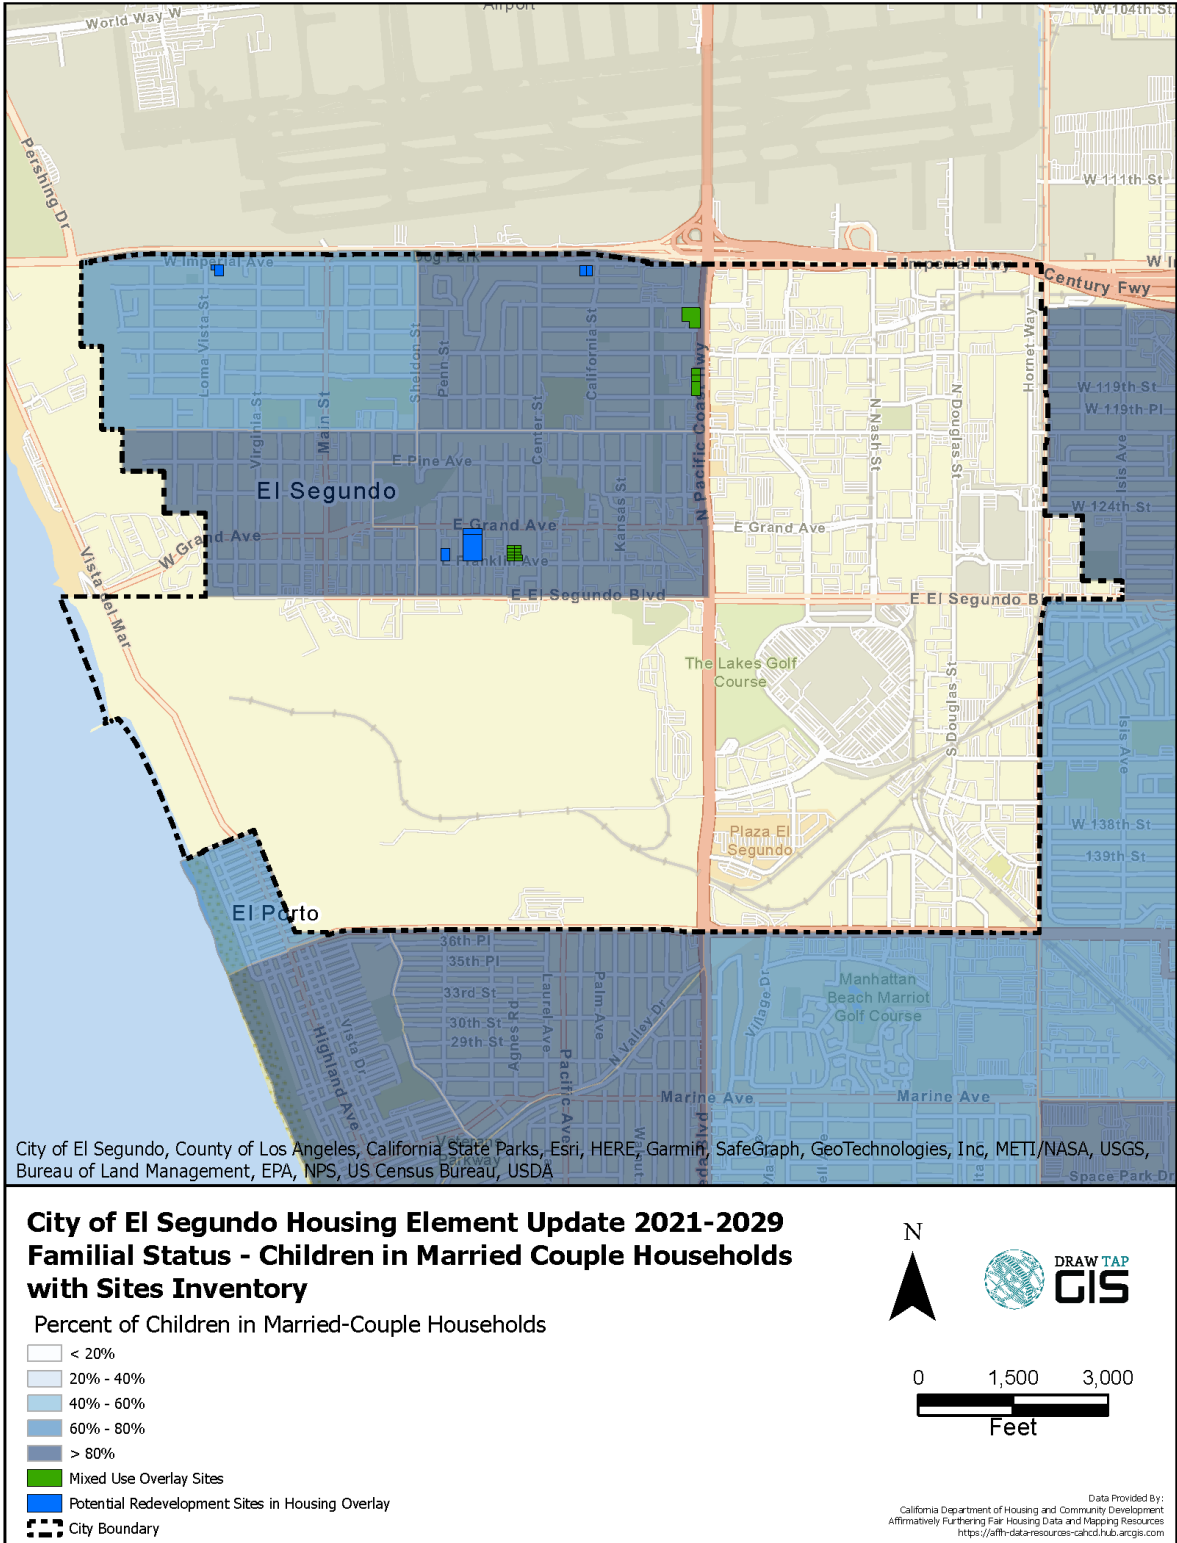 Airport
World Way W
W 104th St
Pershing Dr
W 111th St
W Imperial Ave
Dog Park
E Imperial Hwy
W I
Century Fwy
Loma Vista St
Sheldon St
Penn St
California St
Hornet Way
W 119th St
W 119th Pl
Virginia St
Main St
Center St
N Pacific Coast Hwy
N Nash St
N Douglas St
Isis Ave
E Pine Ave
El Segundo
Kansas St
W 124th St
W Grand Ave
E Grand Ave
E Grand Ave
E Franklin Ave
Vista del Mar
E El Segundo Blvd
E El Segundo Blvd
The Lakes Golf
Course
S Douglas St
Isis Ave
Plaza El
Segundo
W 138th St
139th St
El Porto
36th Pl
35th Pl
33rd St
30th St
29th St
Highland Ave
Vista Dr
Agnes Rd
Laurel Ave
Palm Ave
Pacific Ave
N Valley Dr
Village Dr
Manhattan
Beach Marriot
Golf Course
Marine Ave
Marine Ave
Walnut
Veterans
Parkway
Space Park Dr
City of El Segundo, County of Los Angeles, California State Parks, Esri, HERE, Garmin, SafeGraph, GeoTechnologies, Inc, METI/NASA, USGS,
Bureau of Land Management, EPA, NPS, US Census Bureau, USDA
City of El Segundo Housing Element Update 2021-2029
Familial Status - Children in Married Couple Households
with Sites Inventory
Percent of Children in Married-Couple Households
< 20%
20% - 40%
40% - 60%
60% - 80%
> 80%
Mixed Use Overlay Sites
Potential Redevelopment Sites in Housing Overlay
City Boundary
N
DRAW TAP
GIS
0 1,500 3,000
Feet
Data Provided By:
California Department of Housing and Community Development
Affirmatively Furthering Fair Housing Data and Mapping Resources
https://affh-data-resources-cahcd.hub.arcgis.com